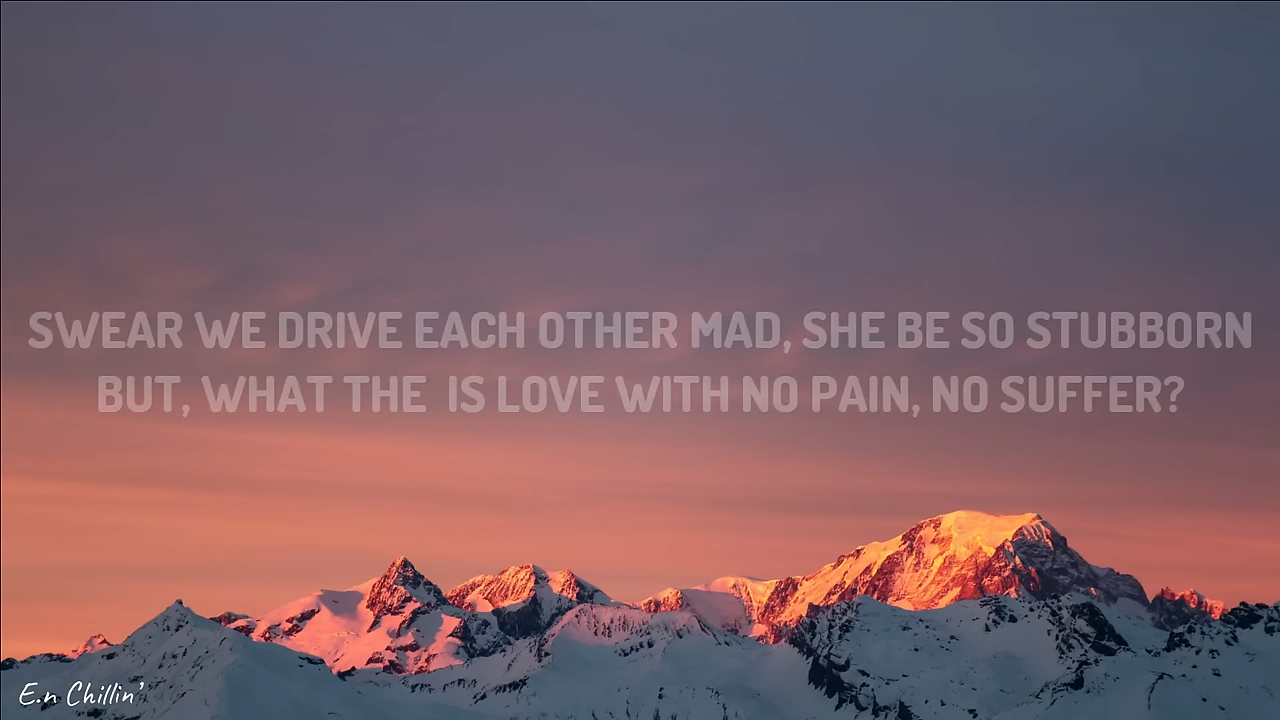 SWEAR WE DRIVE EACH OTHER MAD, SHE BE SO STUBBORN
BUT, WHAT THE  IS LOVE WITH NO PAIN, NO SUFFER?
E.n Chillin'